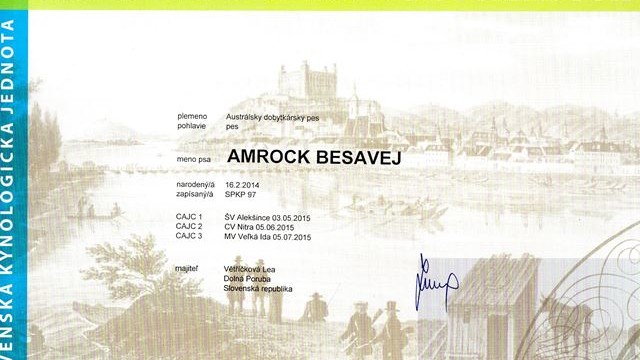 VENSKÁ KYNOLOGICKÁ JEDNOTA
plemeno Austrálsky dobytkársky pes
pohlavie pes
meno psa AMROCK BESAVEJ
narodený/á 16.2.2014
zapísaný/á SPKP 97
CAJC 1 ŠV Alekšince 03.05.2015
CAJC 2 CV Nitra 05.06.2015
CAJC 3 MV Veľká Ida 05.07.2015
majiteľ Větříčková Lea
Dolná Poruba
Slovenská republika